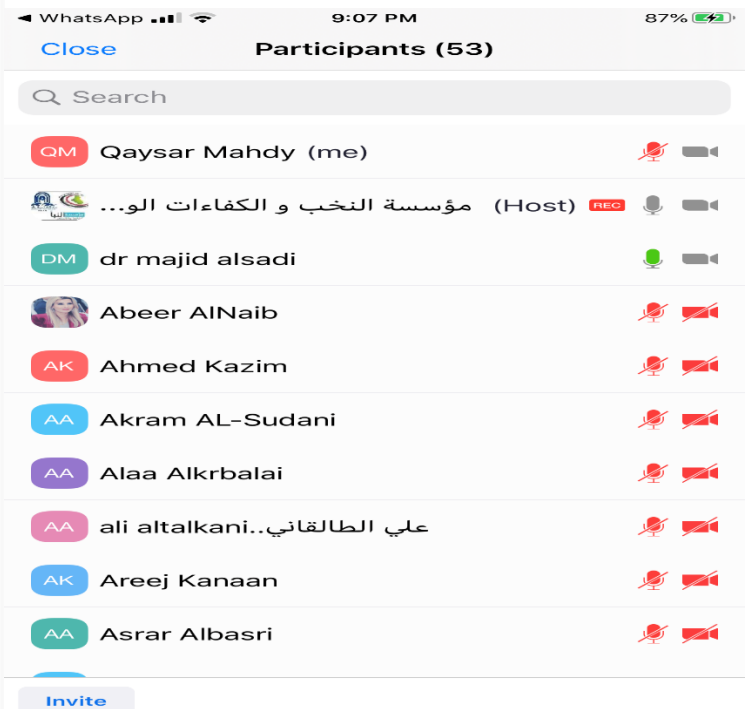 ◀ WhatsApp 9:07 PM 87%
Close Participants (53)
Search
QM Qaysar Mahdy (me)
مؤسسة النخب و الكفاءات الو... (Host) REC
DM dr majid alsadi
Abeer AlNaib
AK Ahmed Kazim
AA Akram AL-Sudani
AA Alaa Alkrbalai
AA ali altalkani..علي الطالقاني
AK Areej Kanaan
AA Asrar Albasri
Invite